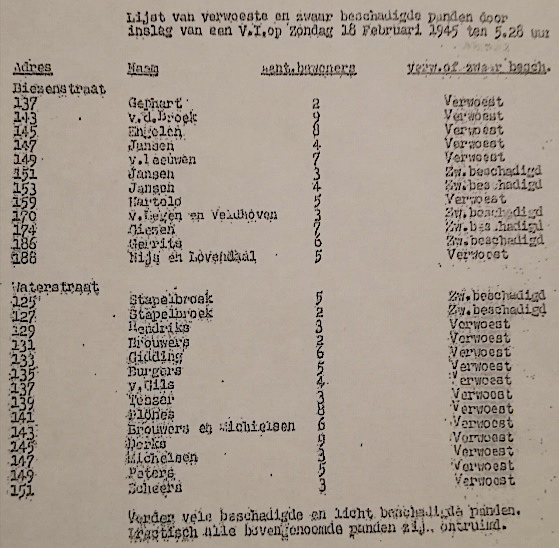 Lijst van verwoeste en zwaar beschadigde panden door
inslag van een V.I.op Zondag 18 Februari 1945 ten 5.28 uur
Adres Naam aant.bewoners verw.of zwaar besch.
Biesenstraat
137 Gephart 2 Verwoest
143 v.d.Broek 9 Verwoest
145 Engelen 8 Verwoest
147 Jansen 4 Verwoest
149 v.Leeuwen 7 Verwoest
151 Jansen 3 Zw.beschadigd
153 Jansen 4 Zw.beschadigd
159 Hartolo 5 Verwoest
170 en Veldhoven 3 Zw.beschadigd
174 Giesen 7 Zw.beschadigd
186 Gerrits 6 Zw.beschadigd
188 Nijs en Lovendaal 5 Verwoest
Waterstraat
125 Stapelbroek 5 Zw.beschadigd
127 Stapelbroek 2 Zw.beschadigd
129 Hendriks 3 Verwoest
131 Brouwers 2 Verwoest
133 Gidding 6 Verwoest
135 Burgers 5 Verwoest
137 v.Gils 4 Verwoest
139 3 Verwoest
141 Plönes 8 Verwoest
143 Brouwers en Michielsen 6 Verwoest
145 Derks 9 Verwoest
147 Michelsen 3 Verwoest
149 Peters 5 Verwoest
151 Scheers 3 Verwoest
Verder vele beschadigde en licht beschadigde panden.
Practisch alle bovengenoemde panden zijn ontruimd.